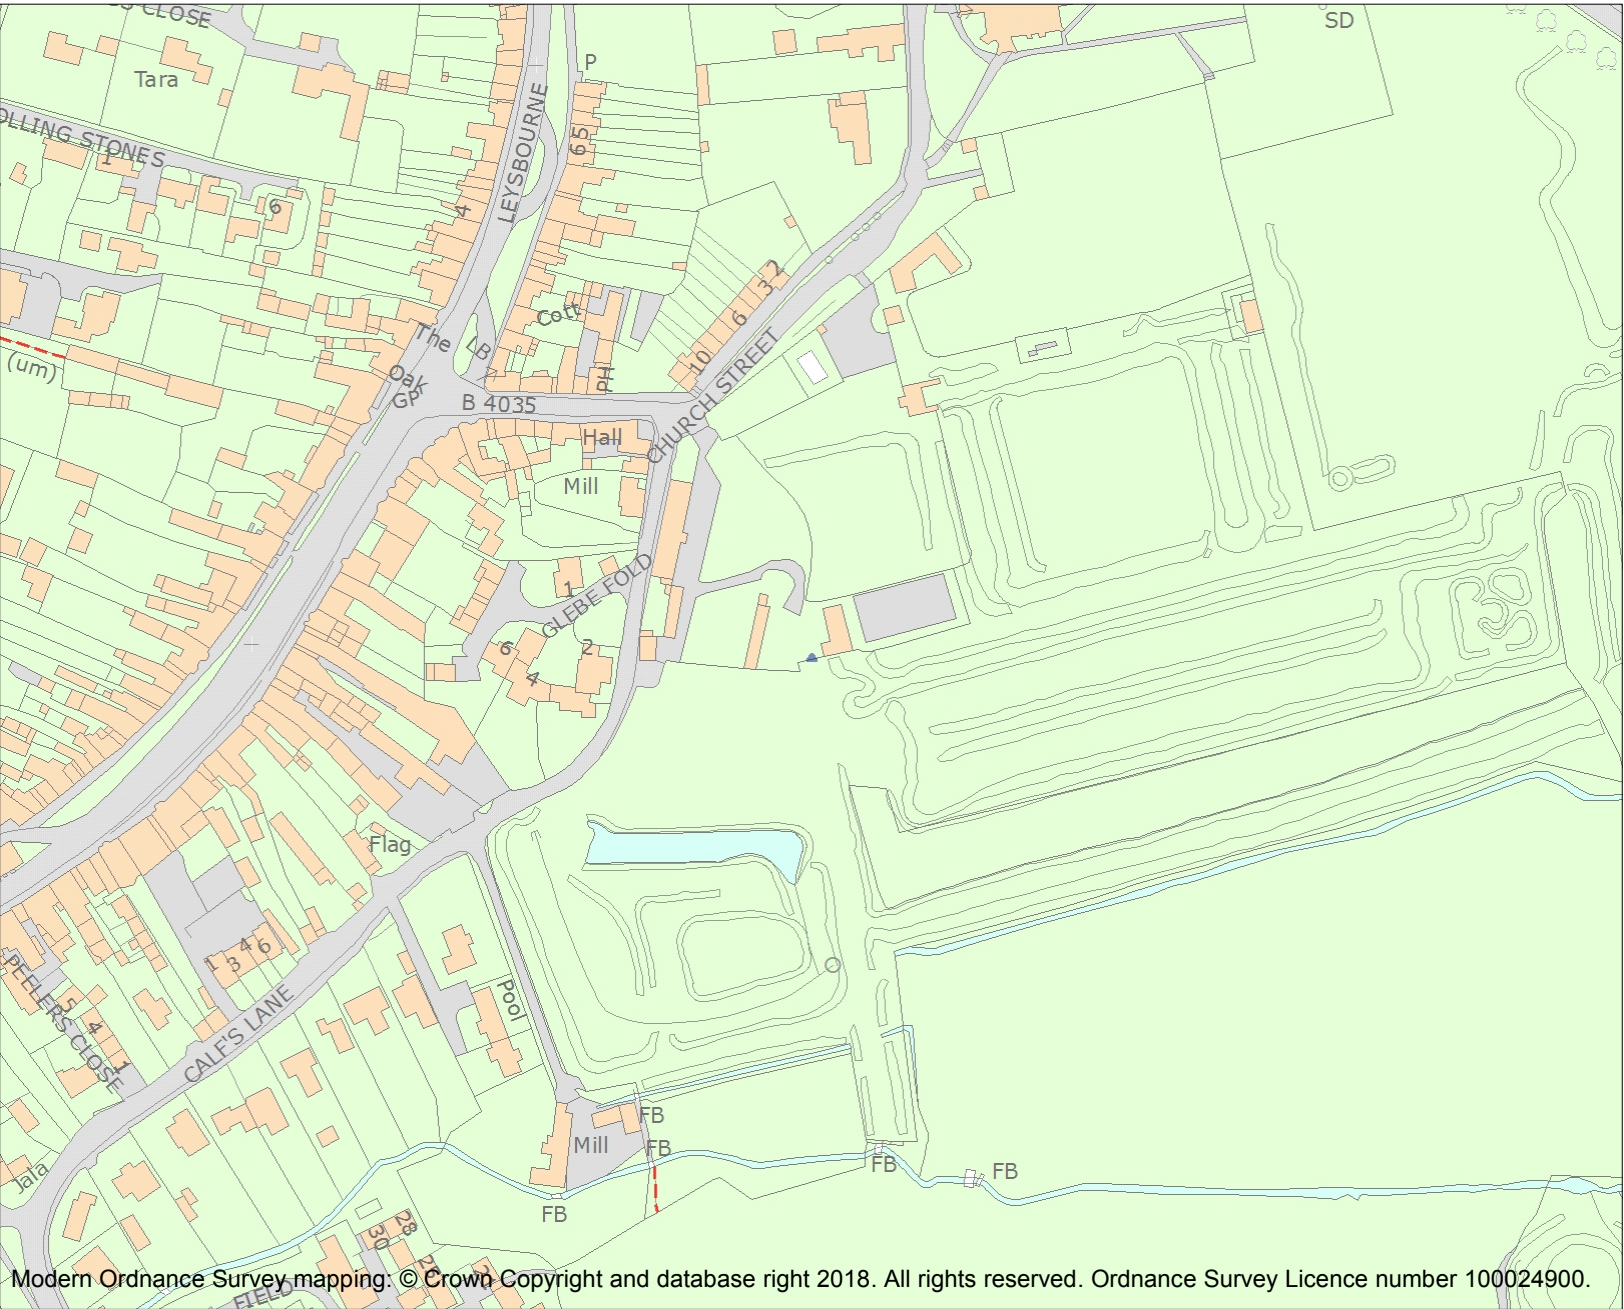 S CLOSE
SD
Tara
P
LEYSBOURNE
65
OLLING STONES
1
6
4
2
3
6
10
Cott
The
LB
Oak
GP
(um)
PH
B 4035
CHURCH STREET
Hall
Mill
1
GLEBE FOLD
6
2
4
Flag
1 3 4 6
PEELERS CLOSE
5
4
1
CALF'S LANE
Pool
FB
Mill
FB
FB
FB
FB
Jala
30
28
26
FIELD
Modern Ordnance Survey mapping: © Crown Copyright and database right 2018. All rights reserved. Ordnance Survey Licence number 100024900.